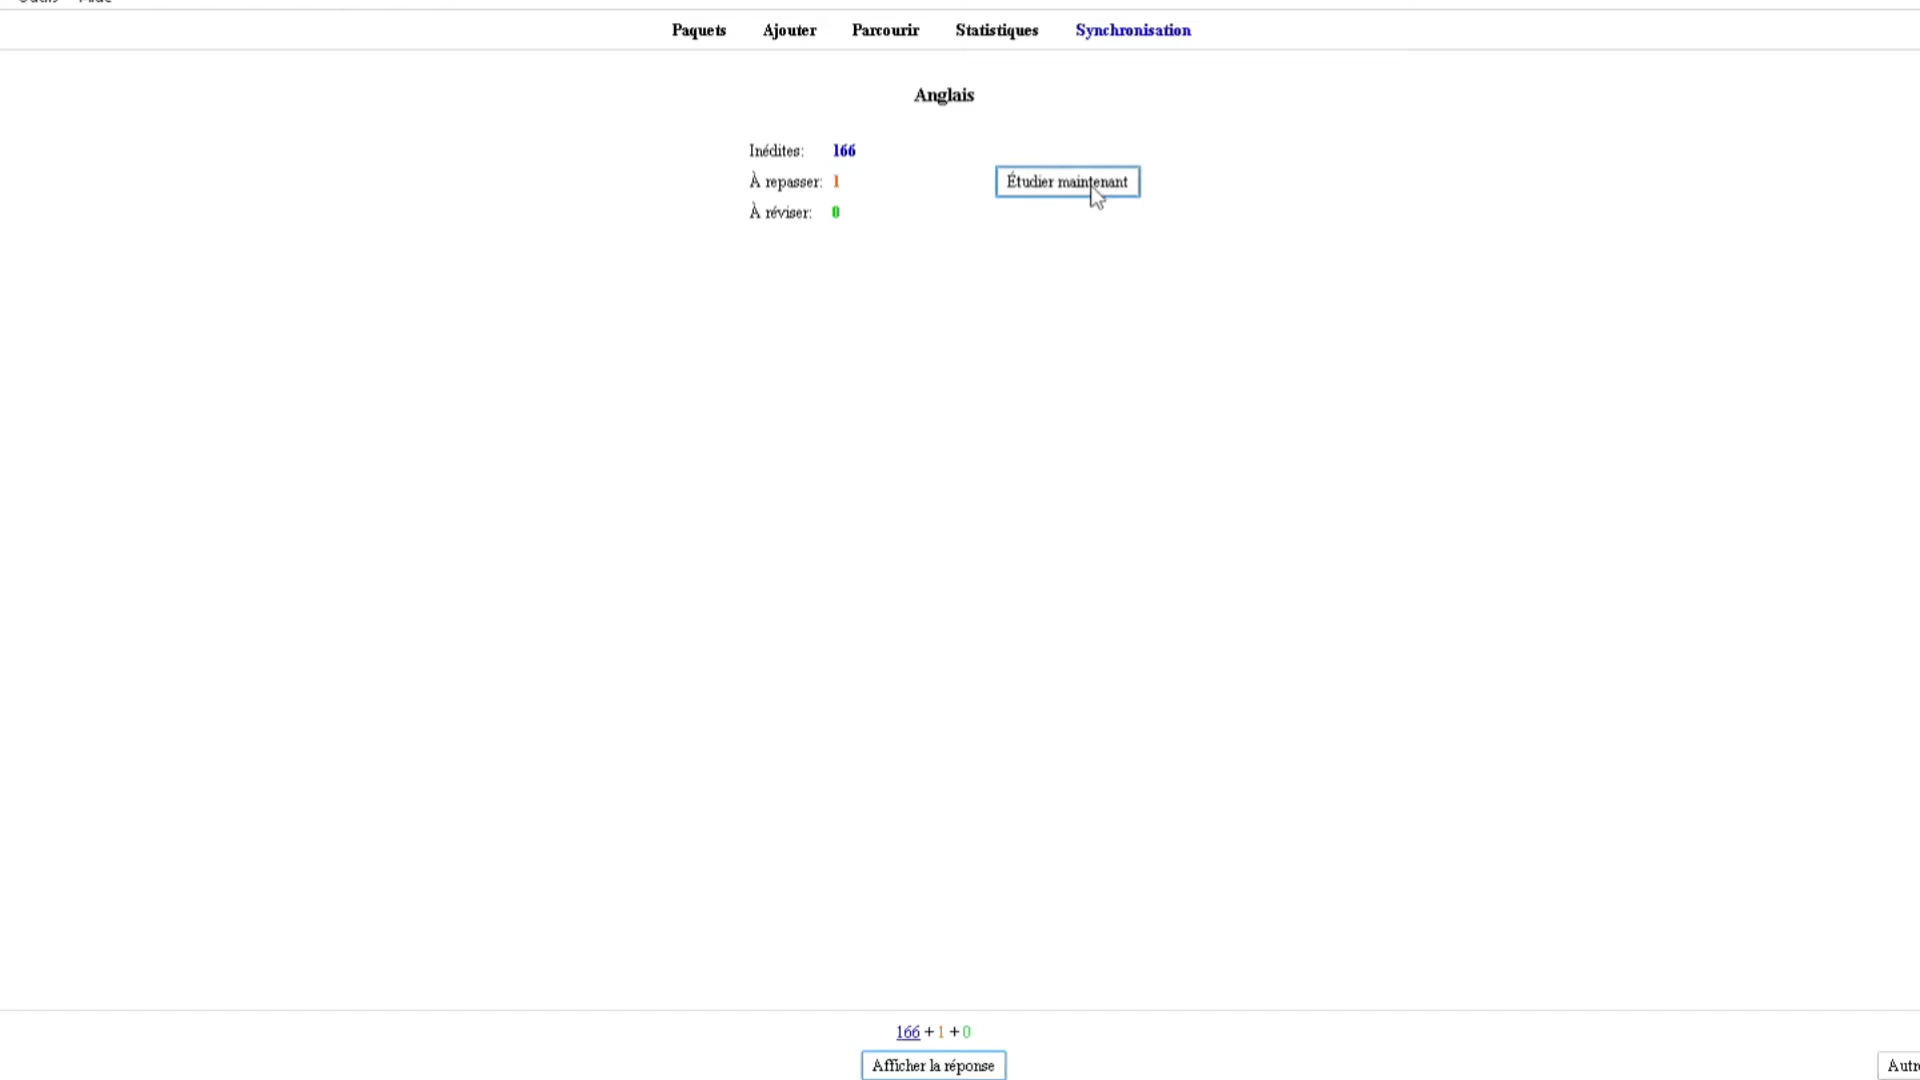 Paquets Ajouter Parcourir Statistiques Synchronisation
Anglais
Inédites: 166
À repasser: 1
Étudier maintenant
À réviser: 0
166 + 1 + 0
Afficher la réponse
Autre